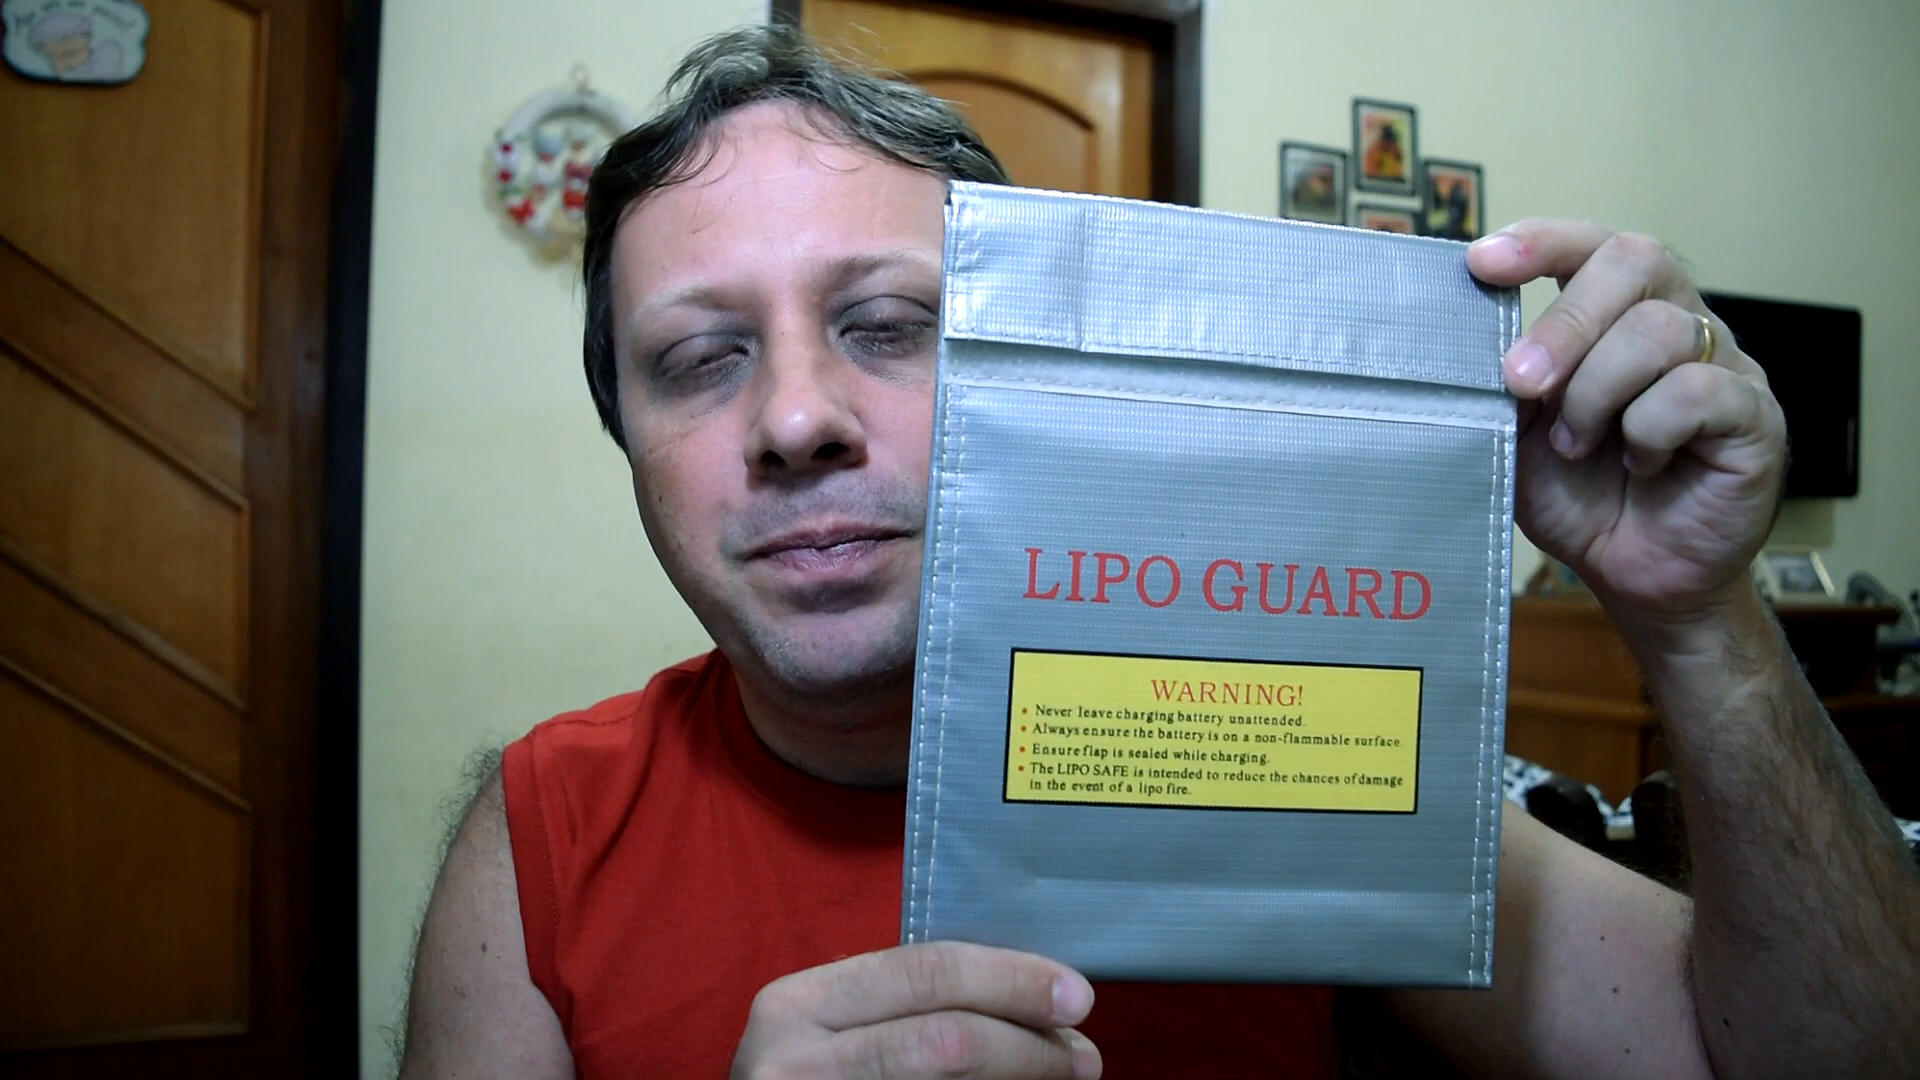 LIPO GUARD
WARNING!
• Never leave charging battery unattended.
• Always ensure the battery is on a non-flammable surface.
• Ensure flap is sealed while charging.
• The LIPO SAFE is intended to reduce the chances of damage
in the event of a lipo fire.